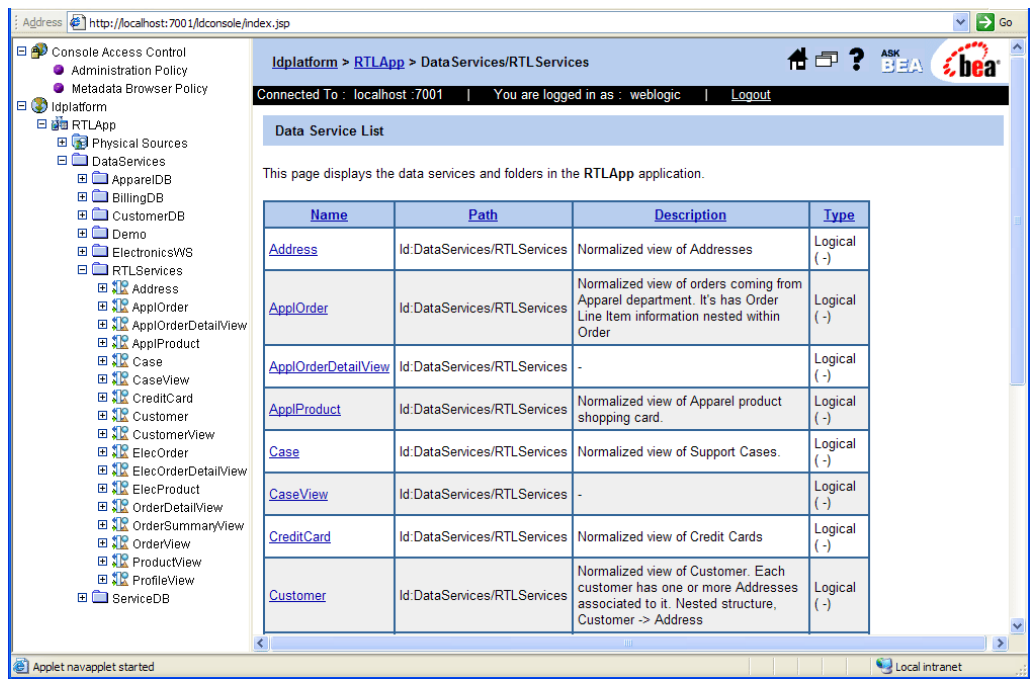 Address http://localhost:7001/ldconsole/index.jsp Go
Console Access Control
Administration Policy
Metadata Browser Policy
ldplatform
RTLApp
Physical Sources
DataServices
ApparelDB
BillingDB
CustomerDB
Demo
ElectronicsWS
RTLServices
Address
ApplOrder
ApplOrderDetailView
ApplProduct
Case
CaseView
CreditCard
Customer
CustomerView
ElecOrder
ElecOrderDetailView
ElecProduct
OrderDetailView
OrderSummaryView
OrderView
ProductView
ProfileView
ServiceDB
ldplatform > RTLApp > DataServices/RTLServices
ASK
BEA
bea
Connected To : localhost :7001 | You are logged in as : weblogic | Logout
Data Service List
This page displays the data services and folders in the RTLApp application.
Name Path Description Type
Address ld:DataServices/RTLServices Normalized view of Addresses Logical
( -)
ApplOrder ld:DataServices/RTLServices Normalized view of orders coming from
Apparel department. It's has Order
Line Item information nested within
Order
Logical
( -)
ApplOrderDetailView ld:DataServices/RTLServices - Logical
( -)
ApplProduct ld:DataServices/RTLServices Normalized view of Apparel product
shopping card.
Logical
( -)
Case ld:DataServices/RTLServices Normalized view of Support Cases. Logical
( -)
CaseView ld:DataServices/RTLServices - Logical
( -)
CreditCard ld:DataServices/RTLServices Normalized view of Credit Cards Logical
( -)
Customer ld:DataServices/RTLServices Normalized view of Customer. Each
customer has one or more Addresses
associated to it. Nested structure,
Customer -> Address
Logical
( -)
Applet navapplet started
Local intranet